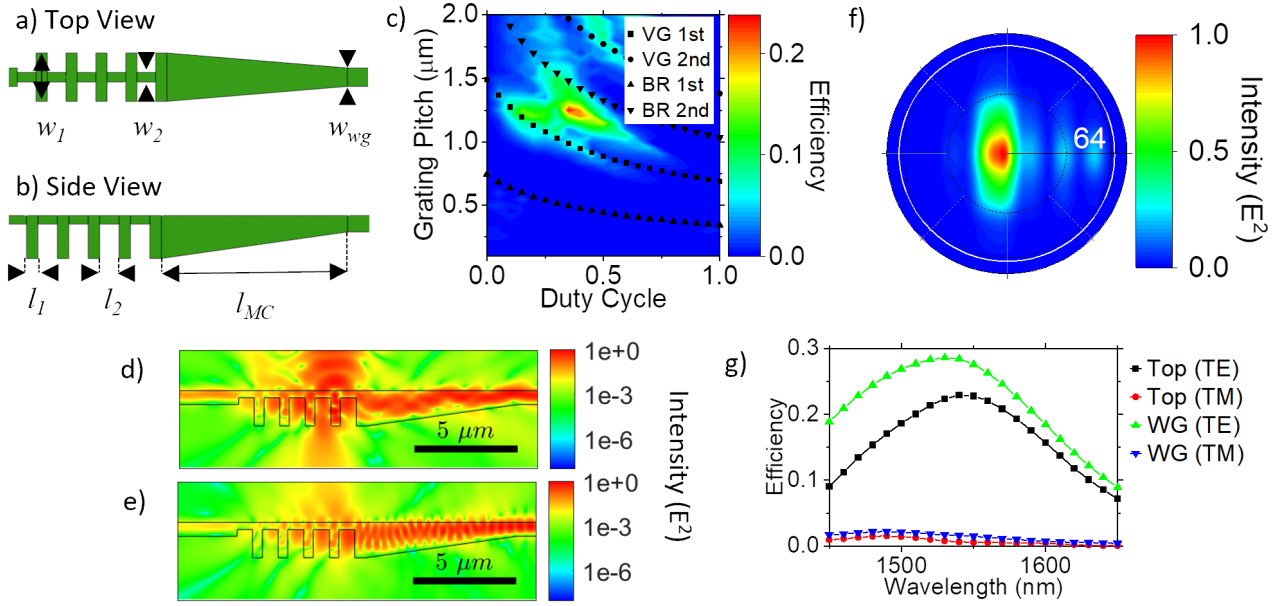 a) Top View
w1
w2
wwg
b) Side View
l1
l2
lMC
c)
Grating Pitch (μm)
2.0
1.5
1.0
0.5
0.0
0.5
1.0
Duty Cycle
VG 1st
VG 2nd
BR 1st
BR 2nd
0.2
0.1
0.0
Efficiency
f)
64
1.0
0.5
0.0
Intensity (E2)
d)
5 μm
1e+0
1e-3
1e-6
e)
5 μm
1e+0
1e-3
1e-6
Intensity (E2)
g)
Efficiency
0.3
0.2
0.1
0.0
1500
1600
Wavelength (nm)
Top (TE)
Top (TM)
WG (TE)
WG (TM)